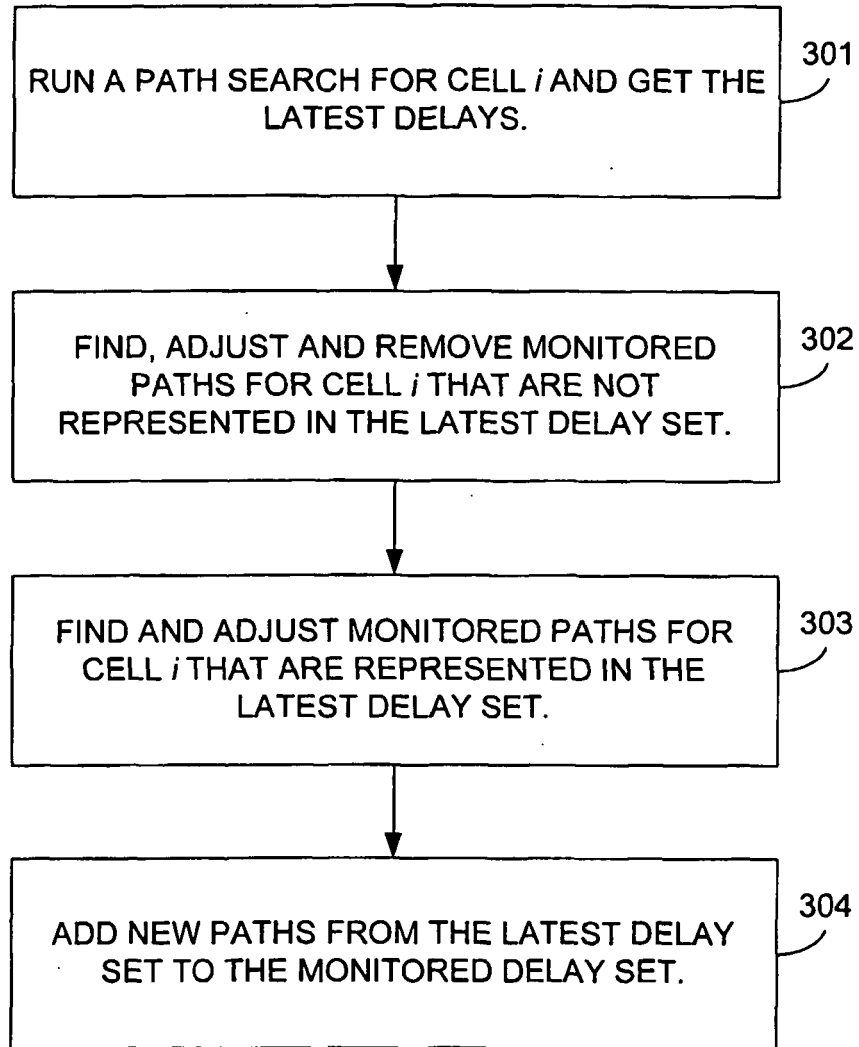 301
RUN A PATH SEARCH FOR CELL i AND GET THE
LATEST DELAYS.
302
FIND, ADJUST AND REMOVE MONITORED
PATHS FOR CELL i THAT ARE NOT
REPRESENTED IN THE LATEST DELAY SET.
303
FIND AND ADJUST MONITORED PATHS FOR
CELL i THAT ARE REPRESENTED IN THE
LATEST DELAY SET.
304
ADD NEW PATHS FROM THE LATEST DELAY
SET TO THE MONITORED DELAY SET.